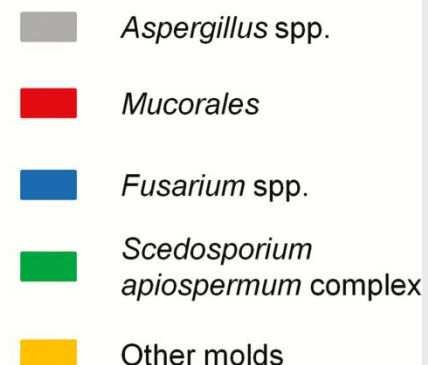 Aspergillus spp.
Mucorales
Fusarium spp.
Scedosporium
apiospermum complex
Other molds